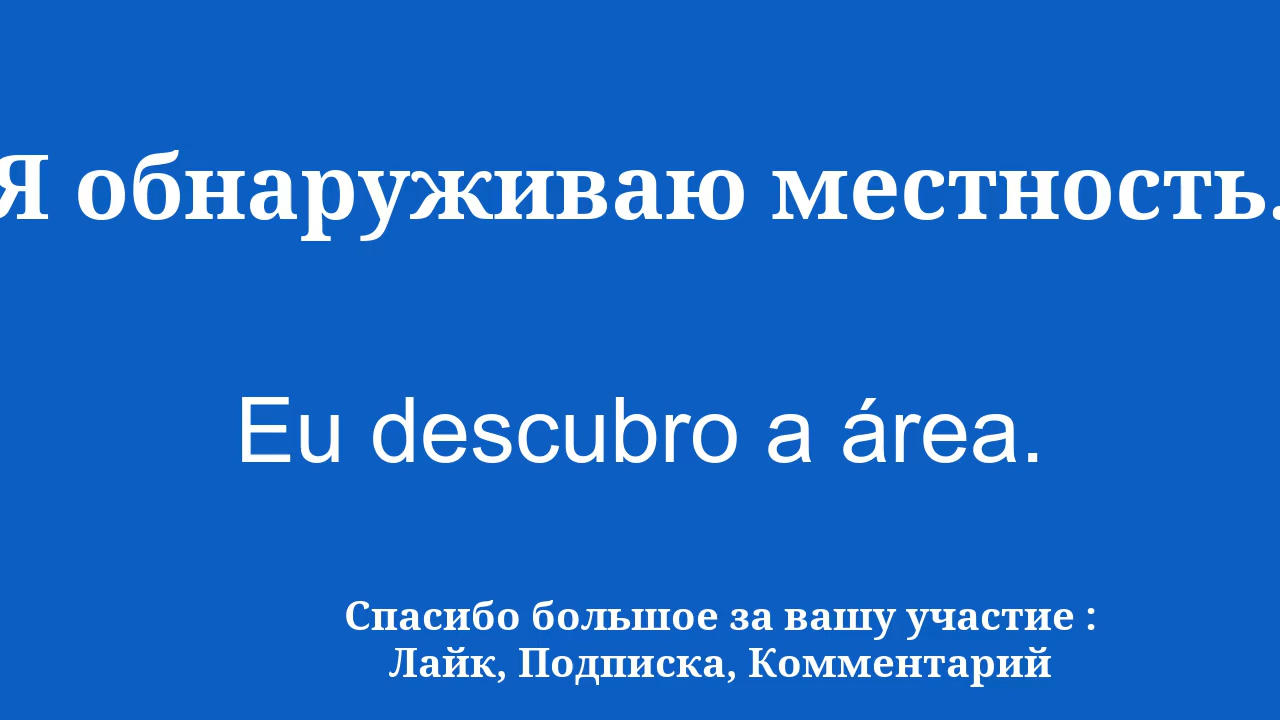 Я обнаруживаю местность.
Eu descubro a área.
Спасибо большое за вашу участие :
Лайк, Подписка, Комментарий